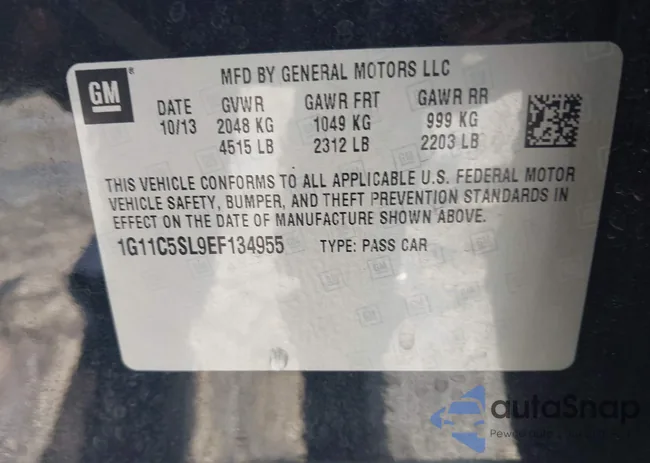 GM
®
MFD BY GENERAL MOTORS LLC
DATE GVWR GAWR FRT GAWR RR
10/13 2048 KG 1049 KG 999 KG
4515 LB 2312 LB 2203 LB
THIS VEHICLE CONFORMS TO ALL APPLICABLE U.S. FEDERAL MOTOR
VEHICLE SAFETY, BUMPER, AND THEFT PREVENTION STANDARDS IN
EFFECT ON THE DATE OF MANUFACTURE SHOWN ABOVE.
1G11C5SL9EF134955 TYPE: PASS CAR
autoSnap